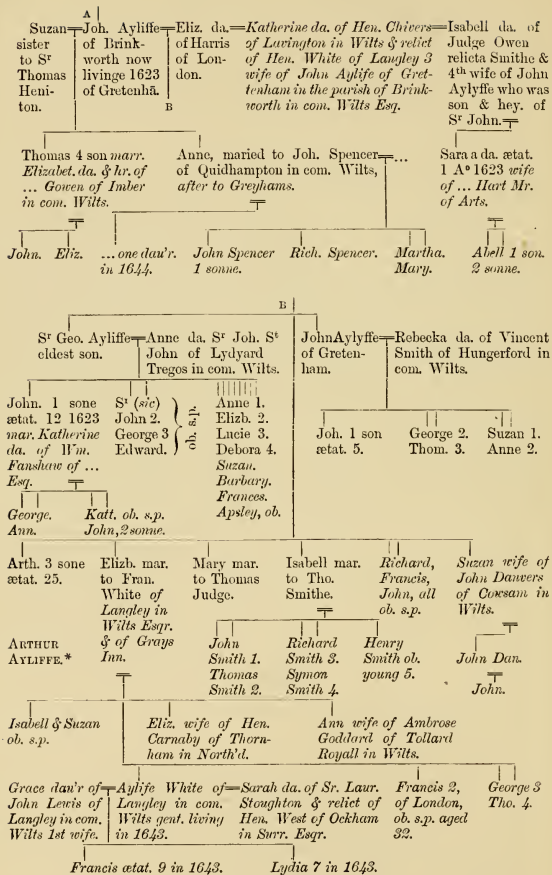 A
Suzan Joh. Ayliffe Eliz. da. Katherine da. of Hen. Chivers Isabell da. of
sister of Brink- of Harris of Lavington in Wilts & relict Judge Owen
to Sʳ worth now of Lon- of Hen. White of Langley 3 relicta Smithe &
Thomas livinge 1623 don. wife of John Aylife of Gret- 4ᵗʰ wife of John
Heni- of Gretenhā. tenham in the parish of Brink- Aylyffe who was
ton. B worth in com. Wilts Esq. son & hey. of
Sʳ John.
Thomas 4 son marr. Anne, maried to Joh. Spencer ... Sara a da. ætat.
Elizabet. da. & hr. of of Quidhampton in com. Wilts, 1 Aº 1623 wife
... Gowen of Imber after to Greyhams. of ... Hart Mr.
in com. Wilts. of Arts.
John. Eliz. ... one dau'r. John Spencer Rich. Spencer. Martha. Abell 1 son.
in 1644. 1 sonne. Mary. 2 sonne.
B
Sʳ Geo. Ayliffe Anne da. Sʳ Joh. Sᵗ John Aylyffe Rebecka da. of Vincent
eldest son. John of Lydyard of Greten- Smith of Hungerford in
Tregos in com. Wilts. ham. com. Wilts.
John. 1 sone Sʳ (sic) Anne 1.
ætat. 12 1623 John 2. Elizb. 2. Joh. 1 son George 2. Suzan 1.
mar. Katherine George 3 ob. s.p. Lucie 3. ætat. 5. Thom. 3. Anne 2.
da. of Wm. Edward. Debora 4.
Fanshaw of ... Suzan.
Esq. Barbary.
George. Katt. ob. s.p. Frances.
Ann. John, 2 sonne. Apsley, ob.
Arth. 3 sone Elizb. mar. Mary mar. Isabell mar. Richard, Suzan wife of
ætat. 25. to Fran. to Thomas to Tho. Francis, John Danvers
White of Judge. Smithe. John, all of Cowsam in
Langley in ob. s.p. Wilts.
Wilts Esqr.
ARTHUR & of Grays John Richard Henry
AYLIFFE.* Inn. Smith 1. Smith 3. Smith ob. John Dan.
Thomas Symon young 5.
Smith 2. Smith 4. John.
Isabell & Suzan Eliz. wife of Hen. Ann wife of Ambrose
ob. s.p. Carnaby of Thorn- Goddard of Tollard
ham in North'd. Royall in Wilts.
Grace dan'r of Aylife White of Sarah da. of Sr. Laur. Francis 2, George 3
John Lewis of Langley in com. Stoughton & relict of of London, Tho. 4.
Langley in com. Wilts gent. living Hen. West of Ockham ob. s.p. aged
Wilts 1st wife. in 1643. in Surr. Esqr. 32.
Francis ætat. 9 in 1643. Lydia 7 in 1643.